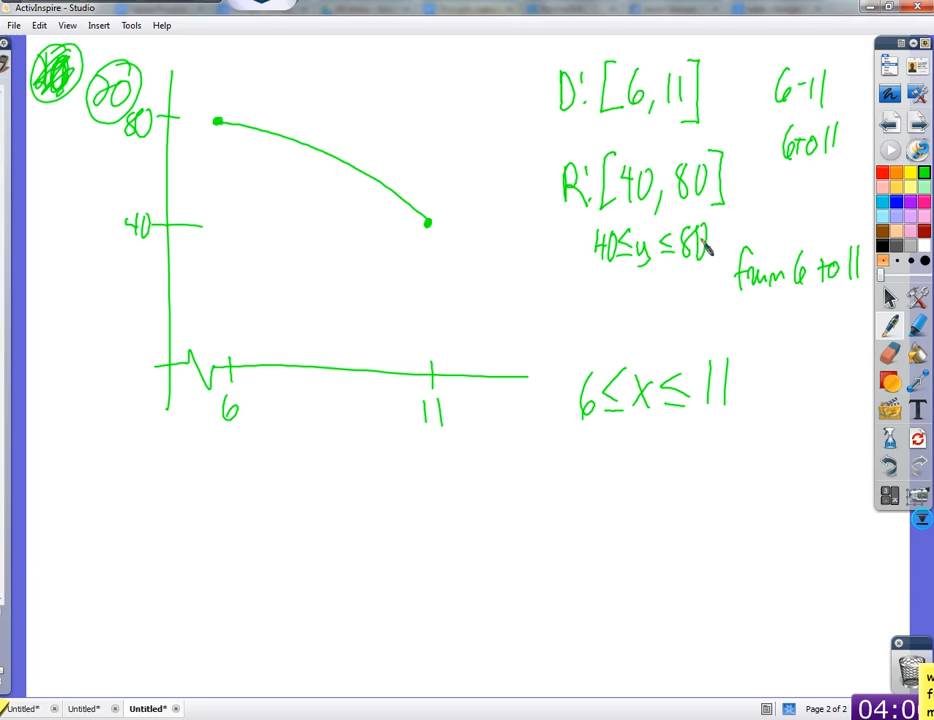 ActivInspire - Studio
File Edit View Insert Tools Help
20
80
40
6
11
D: [6, 11]
R: [40, 80]
40≤y≤80
6-11
6 to 11
from 6 to 11
6 ≤ x ≤ 11
Untitled* Untitled* Untitled*
Page 2 of 2
04:0
w
f
m